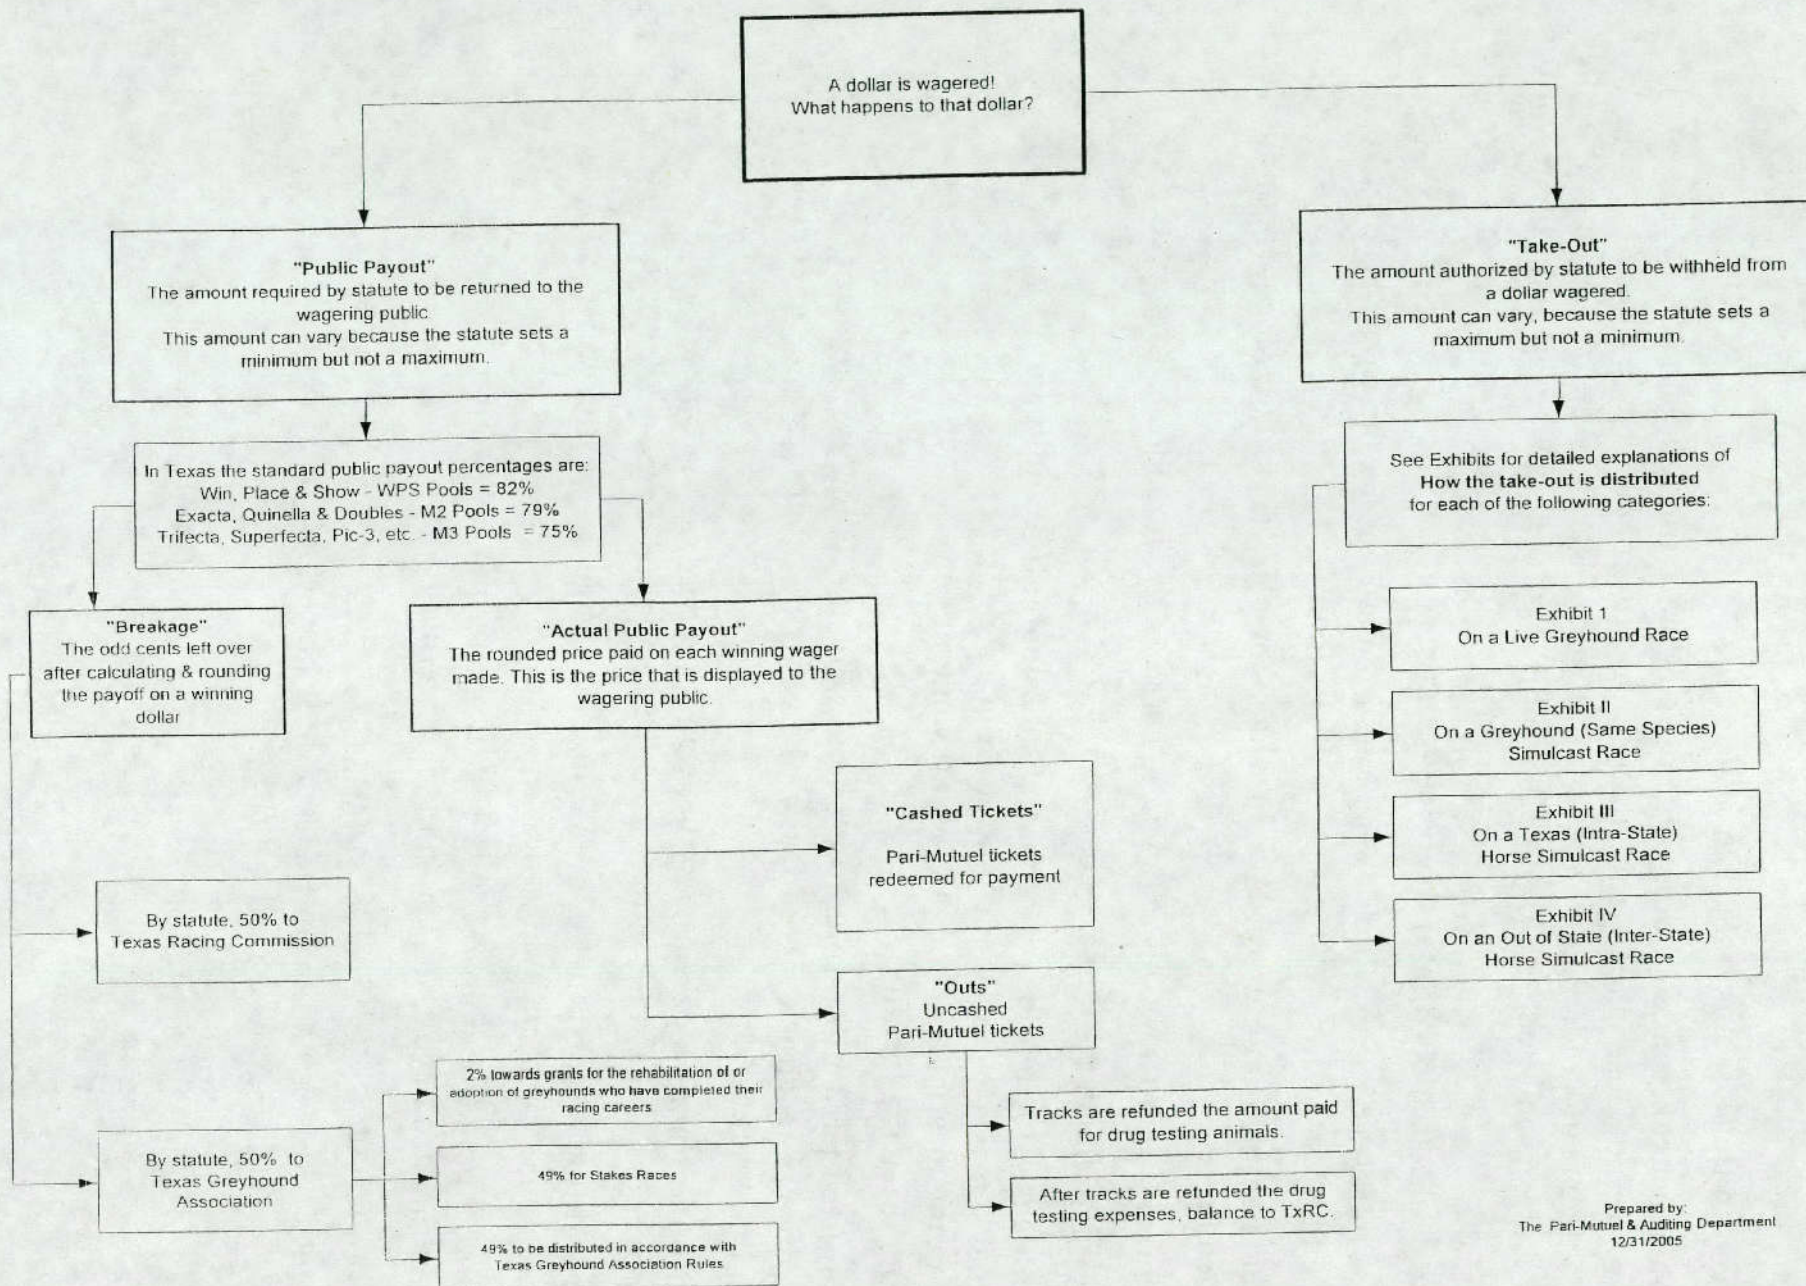 A dollar is wagered!
What happens to that dollar?
"Public Payout"
The amount required by statute to be returned to the
wagering public.
This amount can vary because the statute sets a
minimum but not a maximum.
"Take-Out"
The amount authorized by statute to be withheld from
a dollar wagered.
This amount can vary, because the statute sets a
maximum but not a minimum.
In Texas the standard public payout percentages are:
Win, Place & Show - WPS Pools = 82%
Exacta, Quinella & Doubles - M2 Pools = 79%
Trifecta, Superfecta, Pic-3, etc. - M3 Pools = 75%
See Exhibits for detailed explanations of
How the take-out is distributed
for each of the following categories:
"Breakage"
The odd cents left over
after calculating & rounding
the payoff on a winning
dollar
"Actual Public Payout"
The rounded price paid on each winning wager
made. This is the price that is displayed to the
wagering public.
Exhibit 1
On a Live Greyhound Race
Exhibit II
On a Greyhound (Same Species)
Simulcast Race
Exhibit III
On a Texas (Intra-State)
Horse Simulcast Race
Exhibit IV
On an Out of State (Inter-State)
Horse Simulcast Race
"Cashed Tickets"
Pari-Mutuel tickets
redeemed for payment
By statute, 50% to
Texas Racing Commission
"Outs"
Uncashed
Pari-Mutuel tickets
2% towards grants for the rehabilitation of or
adoption of greyhounds who have completed their
racing careers
By statute, 50% to
Texas Greyhound
Association
49% for Stakes Races
49% to be distributed in accordance with
Texas Greyhound Association Rules
Tracks are refunded the amount paid
for drug testing animals.
After tracks are refunded the drug
testing expenses, balance to TxRC.
Prepared by:
The Pari-Mutuel & Auditing Department
12/31/2005